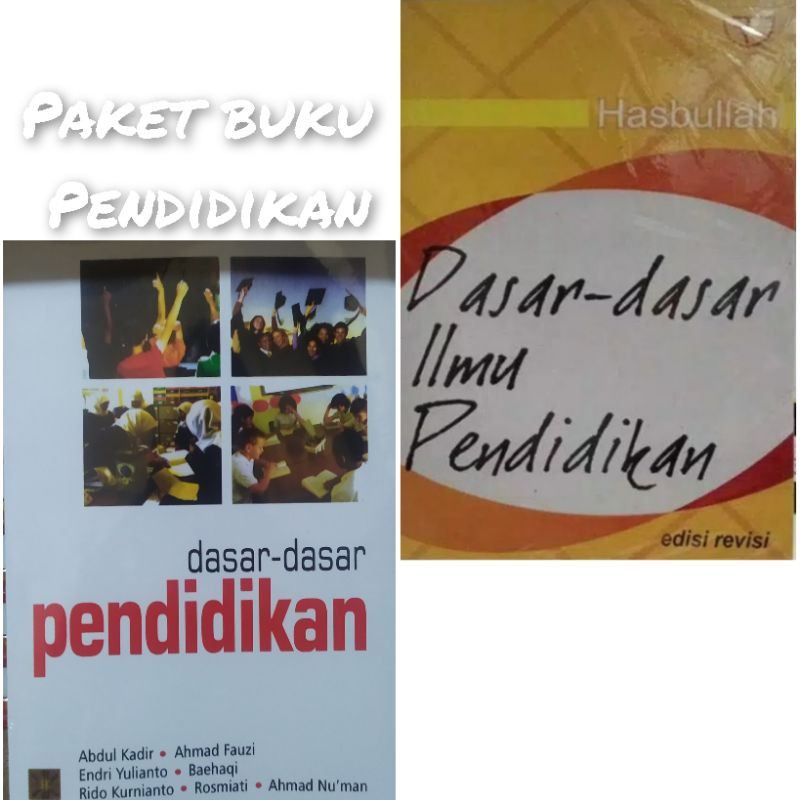 PAKET BUKU
PENDIDIKAN
Hasbullah
Dasar-dasar
Ilmu
Pendidikan
edisi revisi
dasar-dasar
pendidikan
Abdul Kadir • Ahmad Fauzi
Endri Yulianto • Baehaqi
Rido Kurnianto • Rosmiati • Ahmad Nu'man